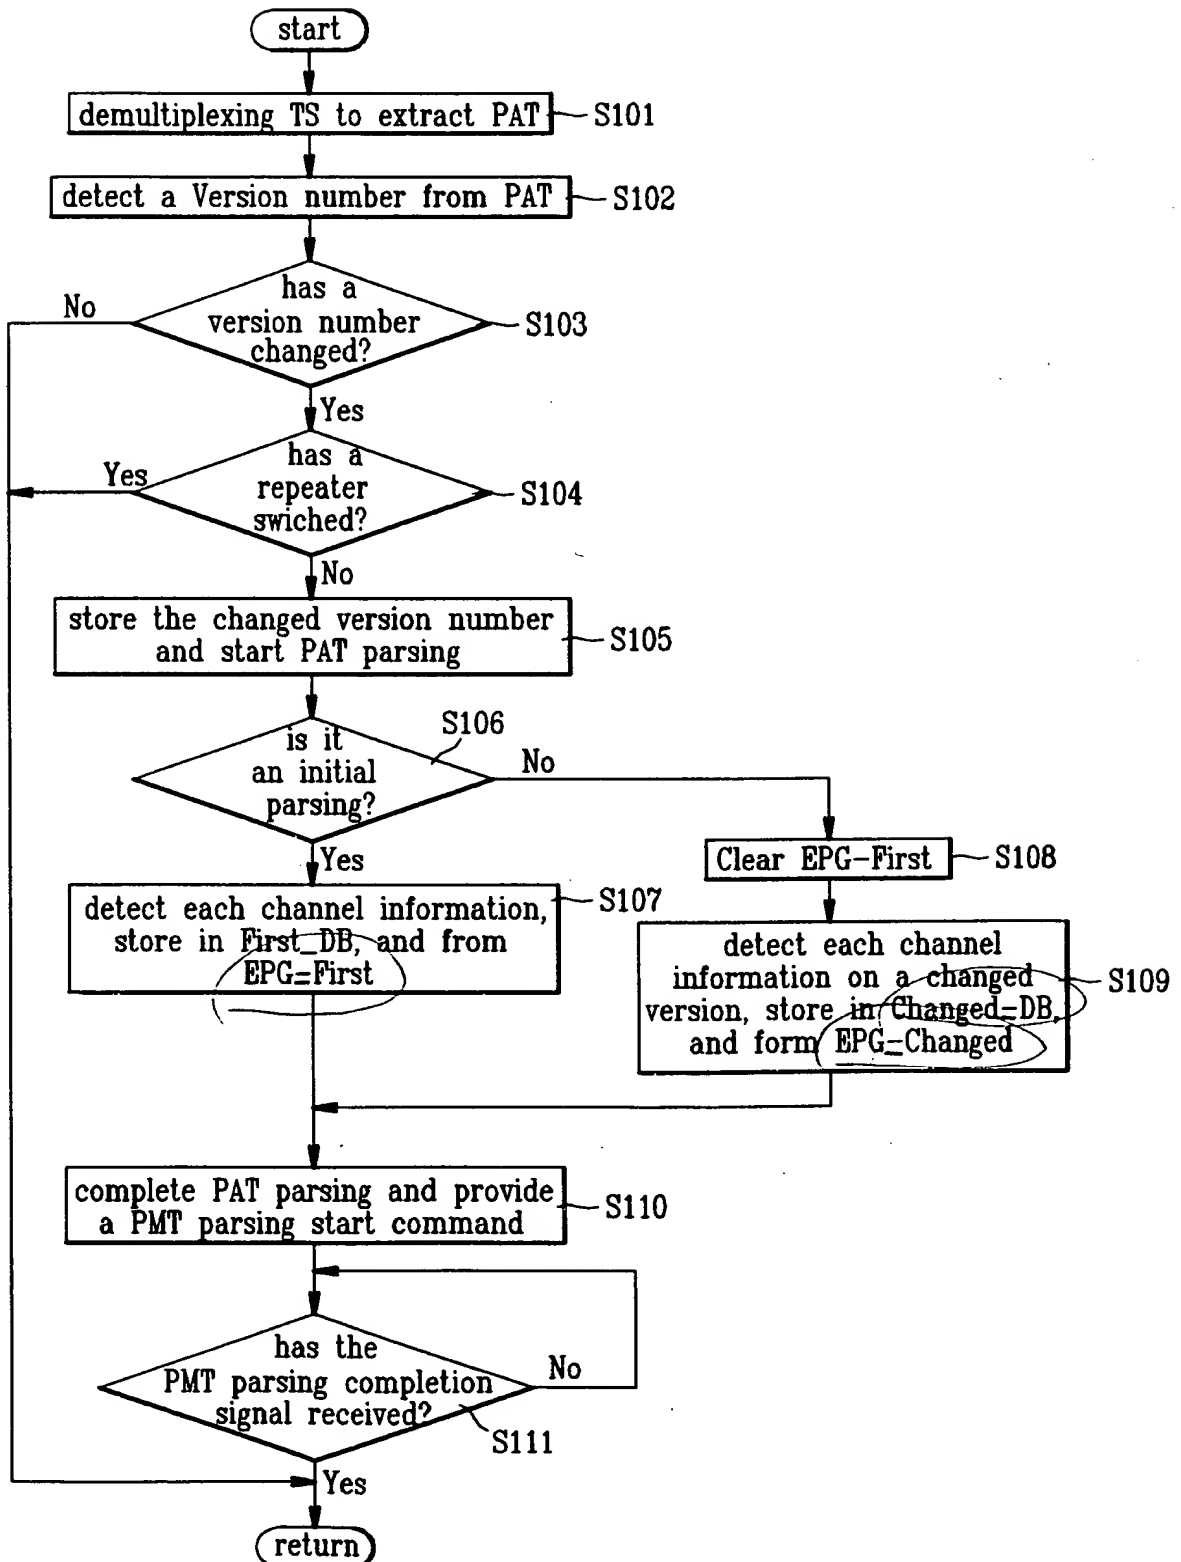 start
demultiplexing TS to extract PAT
S101
detect a Version number from PAT
S102
has a
version number
changed?
S103
No
Yes
has a
repeater
swiched?
S104
Yes
No
store the changed version number
and start PAT parsing
S105
is it
an initial
parsing?
S106
No
Yes
Clear EPG-First
S108
detect each channel information,
store in First_DB, and from
EPG=First
S107
detect each channel
information on a changed
version, store in Changed=DB,
and form EPG=Changed
S109
complete PAT parsing and provide
a PMT parsing start command
S110
has the
PMT parsing completion
signal received?
S111
No
Yes
return